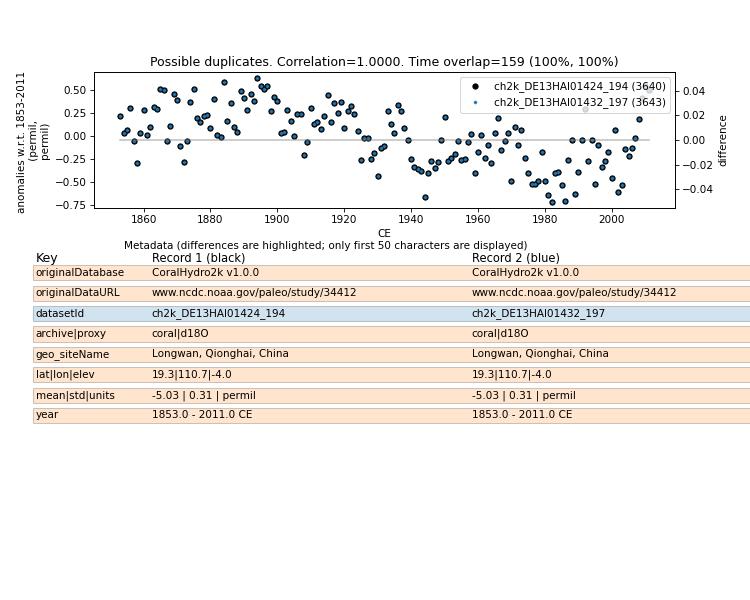 Possible duplicates. Correlation=1.0000. Time overlap=159 (100%, 100%)
ch2k_DE13HAI01424_194 (3640)
ch2k_DE13HAI01432_197 (3643)
anomalies w.r.t. 1853-2011
(permil,
permil)
0.50
0.25
0.00
−0.25
−0.50
−0.75
0.04
0.02
0.00
−0.02
−0.04
difference
1860 1880 1900 1920 1940 1960 1980 2000
CE
Metadata (differences are highlighted; only first 50 characters are displayed)
Key Record 1 (black) Record 2 (blue)
originalDatabase CoralHydro2k v1.0.0 CoralHydro2k v1.0.0
originalDataURL www.ncdc.noaa.gov/paleo/study/34412 www.ncdc.noaa.gov/paleo/study/34412
datasetId ch2k_DE13HAI01424_194 ch2k_DE13HAI01432_197
archive|proxy coral|d18O coral|d18O
geo_siteName Longwan, Qionghai, China Longwan, Qionghai, China
lat|lon|elev 19.3|110.7|-4.0 19.3|110.7|-4.0
mean|std|units -5.03 | 0.31 | permil -5.03 | 0.31 | permil
year 1853.0 - 2011.0 CE 1853.0 - 2011.0 CE